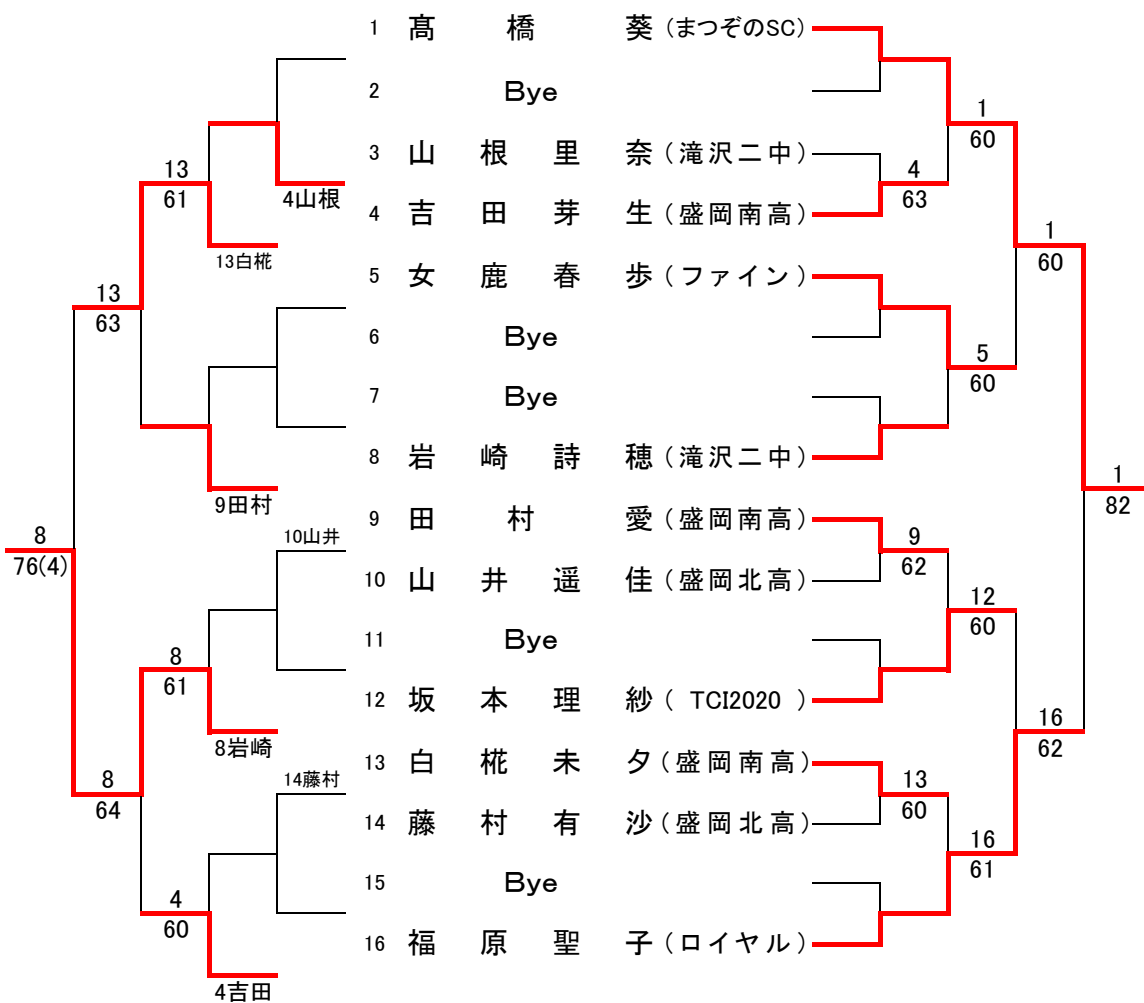 1 髙橋葵(まつぞのSC)
2 Bye
3 山根里奈(滝沢二中)
4 吉田芽生(盛岡南高)
5 女鹿春歩(ファイン)
6 Bye
7 Bye
8 岩崎詩穂(滝沢二中)
9 田村愛(盛岡南高)
10 山井遥佳(盛岡北高)
11 Bye
12 坂本理紗( TCI2020 )
13 白椛未夕(盛岡南高)
14 藤村有沙(盛岡北高)
15 Bye
16 福原聖子(ロイヤル)
4山根
13
61
13白椛
13
63
9田村
8
76(4)
10山井
8
61
8岩崎
8
64
14藤村
4
60
4吉田
4
63
1
60
5
60
1
60
9
62
12
60
13
60
16
61
16
62
1
82